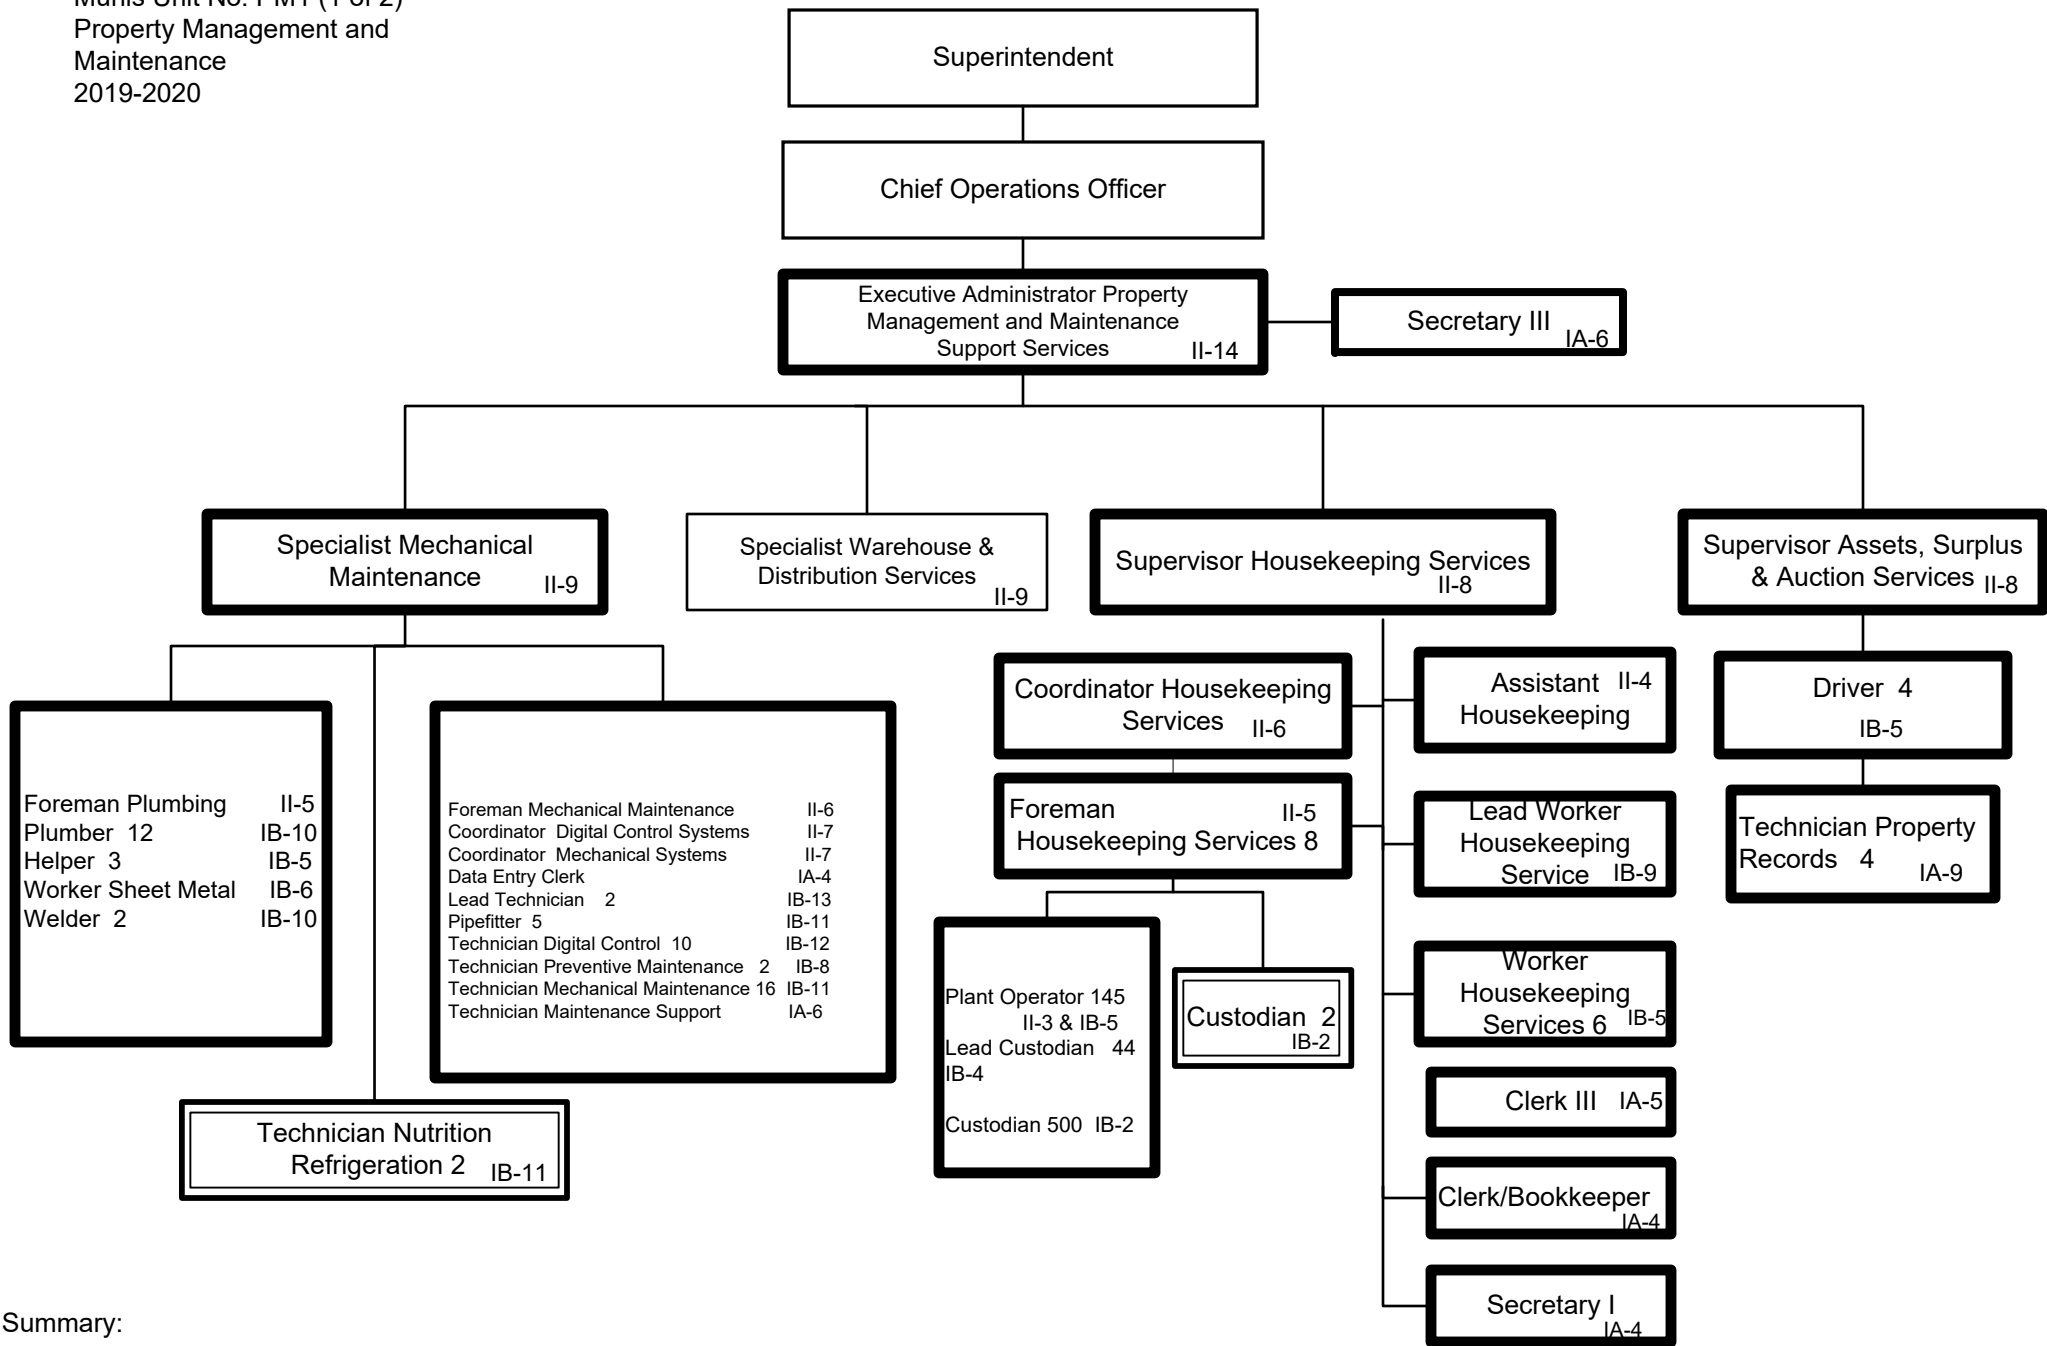 Munis Unit No. PM1 (1 of 2)
Property Management and
Maintenance
2019-2020
Superintendent
Chief Operations Officer
Executive Administrator Property
Management and Maintenance
Support Services II-14
Secretary III IA-6
Specialist Mechanical
Maintenance II-9
Specialist Warehouse &
Distribution Services
II-9
Supervisor Housekeeping Services
II-8
Supervisor Assets, Surplus
& Auction Services II-8
Foreman Plumbing II-5
Plumber 12 IB-10
Helper 3 IB-5
Worker Sheet Metal IB-6
Welder 2 IB-10
Foreman Mechanical Maintenance II-6
Coordinator Digital Control Systems II-7
Coordinator Mechanical Systems II-7
Data Entry Clerk IA-4
Lead Technician 2 IB-13
Pipefitter 5 IB-11
Technician Digital Control 10 IB-12
Technician Preventive Maintenance 2 IB-8
Technician Mechanical Maintenance 16 IB-11
Technician Maintenance Support IA-6
Technician Nutrition
Refrigeration 2 IB-11
Coordinator Housekeeping
Services II-6
Foreman II-5
Housekeeping Services 8
Plant Operator 145
II-3 & IB-5
Lead Custodian 44
IB-4
Custodian 500 IB-2
Custodian 2
IB-2
Assistant II-4
Housekeeping
Lead Worker
Housekeeping
Service IB-9
Worker
Housekeeping
Services 6 IB-5
Clerk III IA-5
Clerk/Bookkeeper
IA-4
Secretary I
IA-4
Driver 4
IB-5
Technician Property
Records 4 IA-9
Summary: